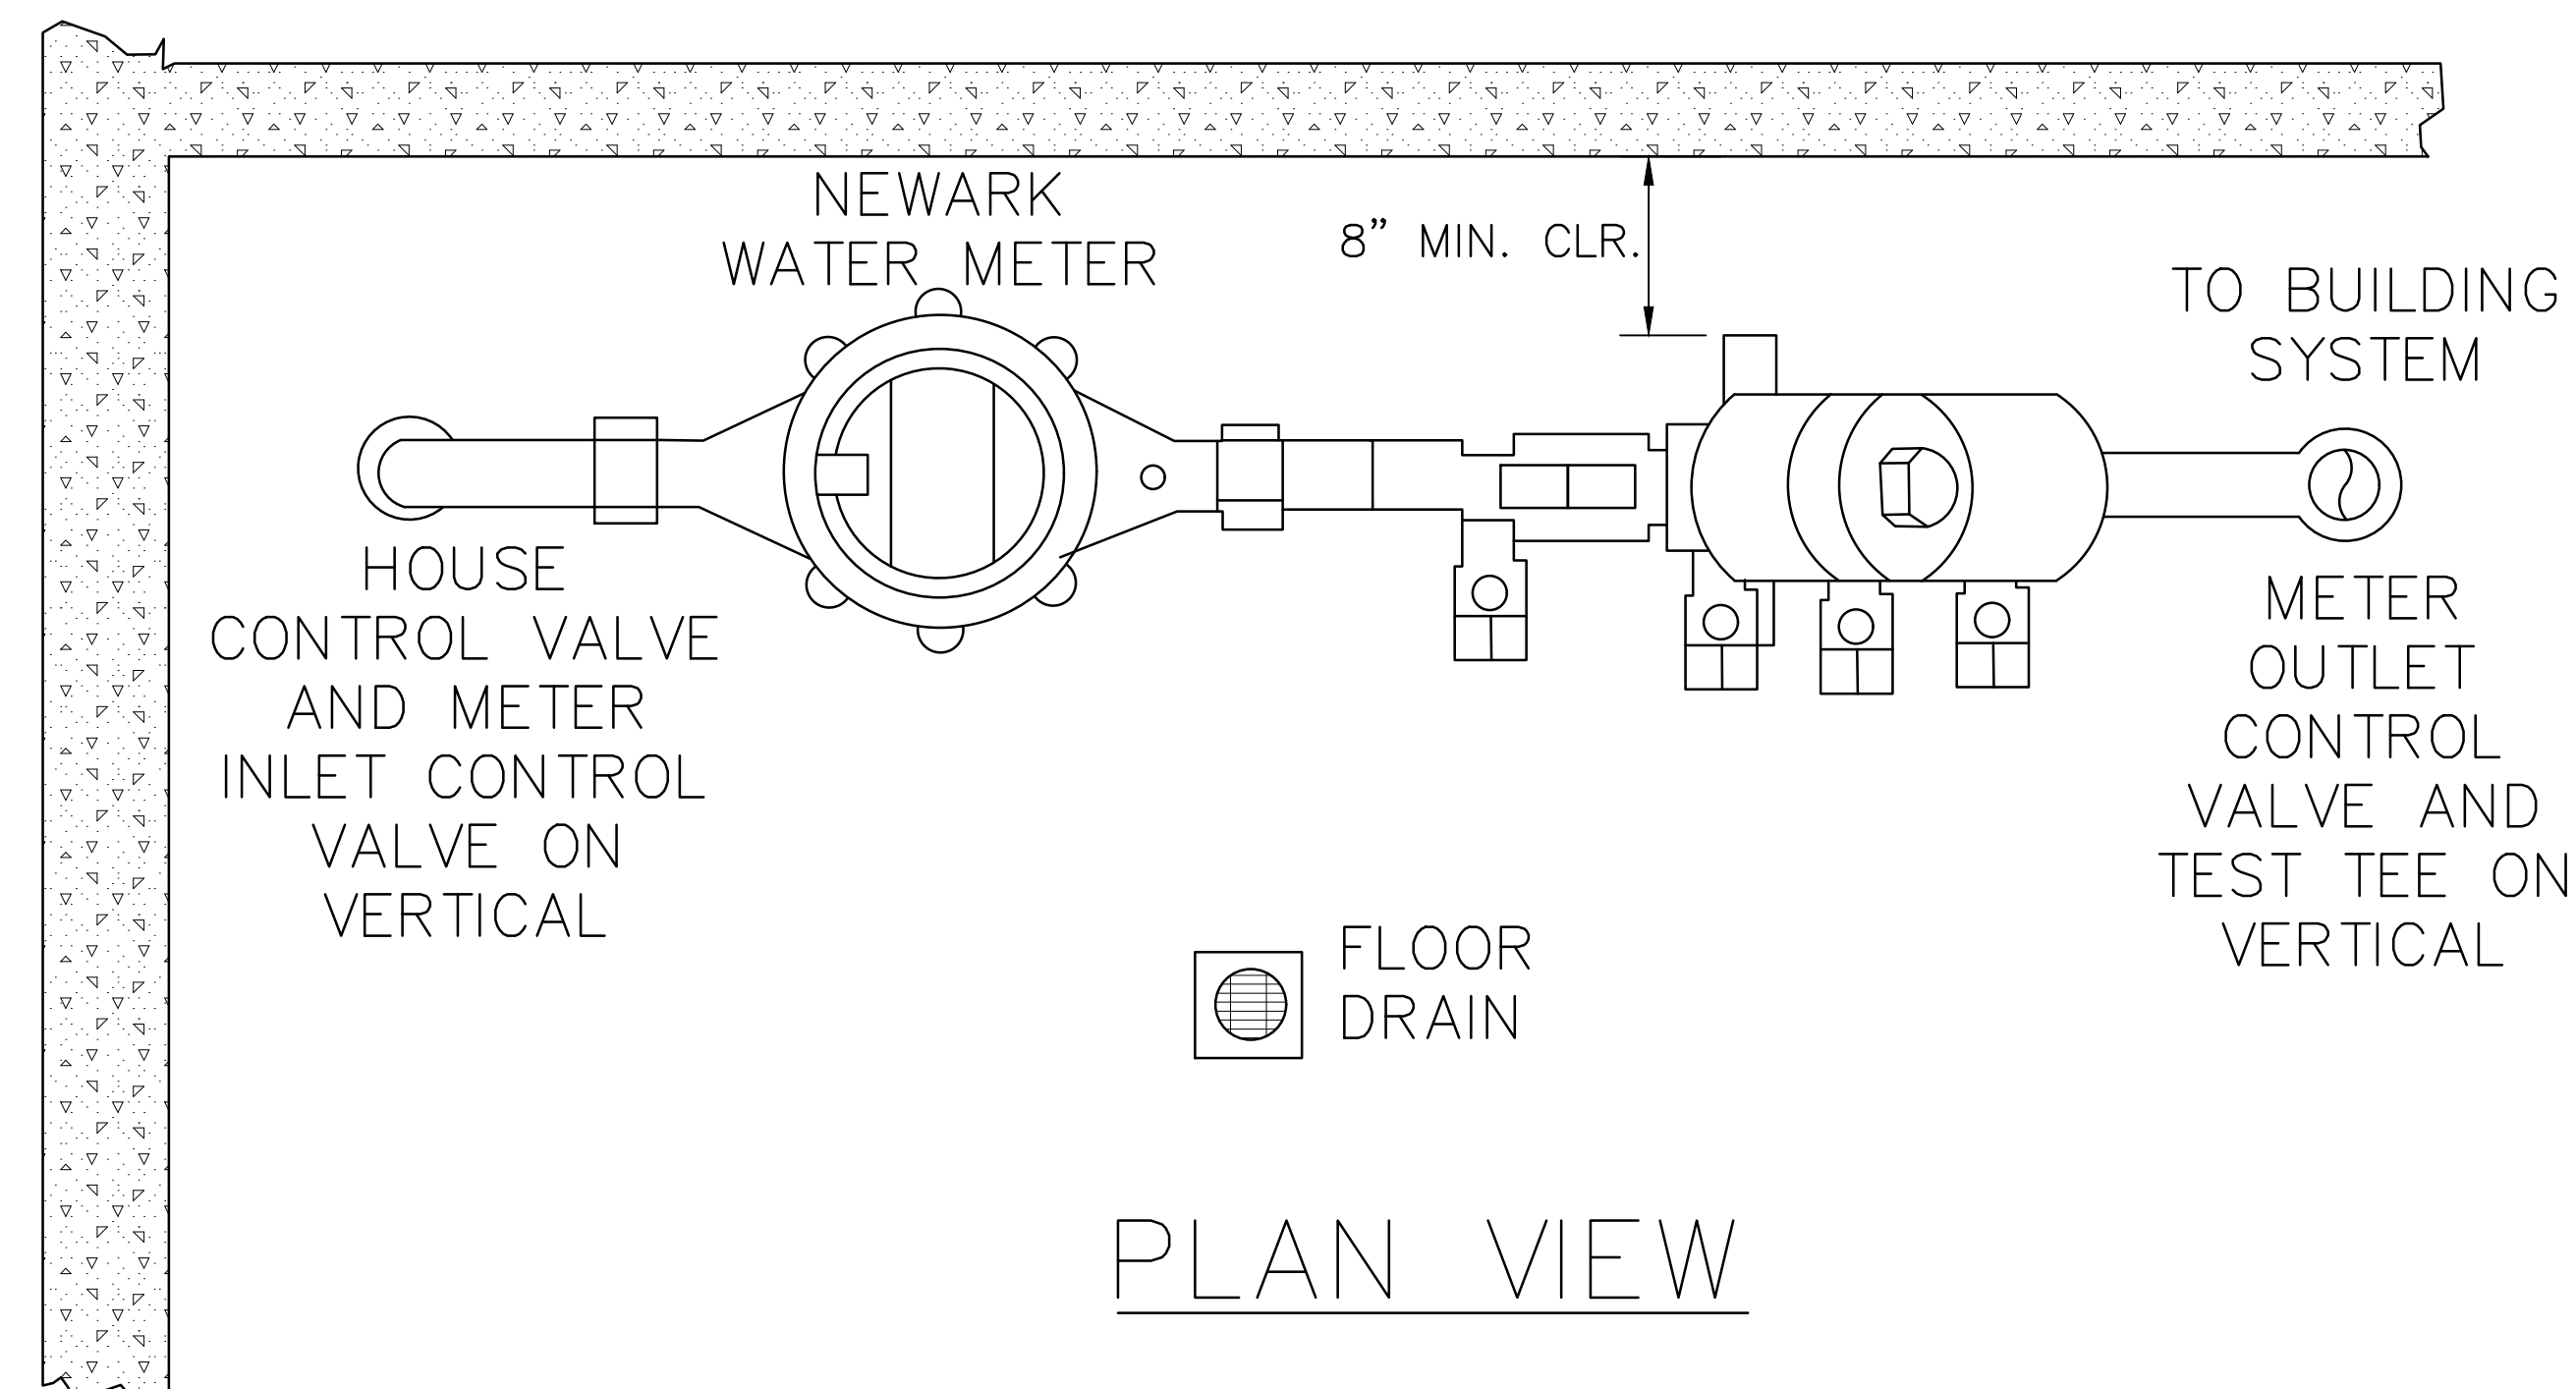 NEWARK
WATER METER
8” MIN. CLR.
TO BUILDING
SYSTEM
HOUSE
CONTROL VALVE
AND METER
INLET CONTROL
VALVE ON
VERTICAL
METER
OUTLET
CONTROL
VALVE AND
TEST TEE ON
VERTICAL
FLOOR
DRAIN
PLAN VIEW